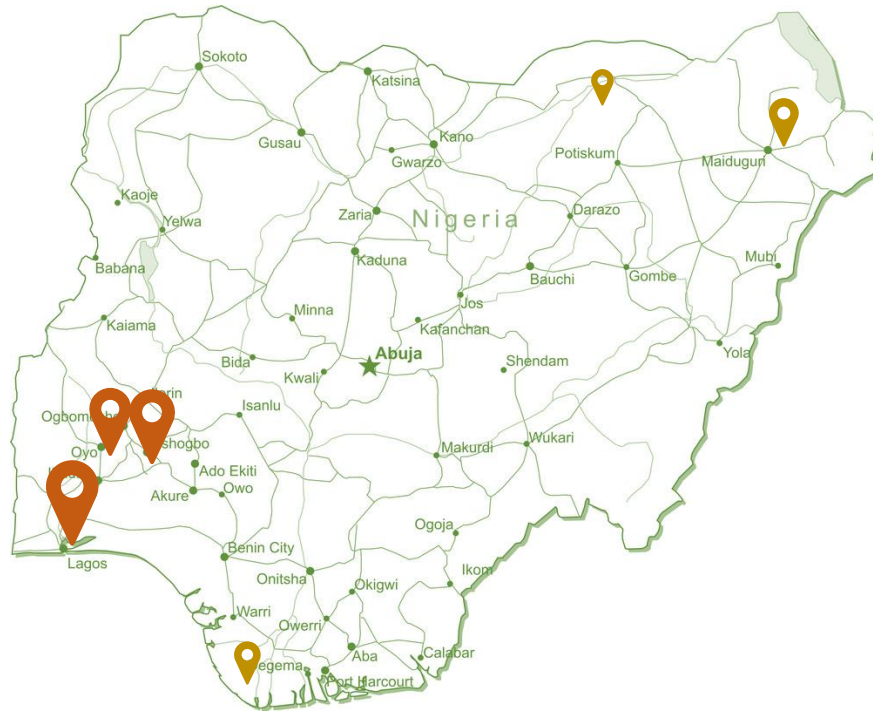 Sokoto
Katsina
Gusau
Kano
Gwarzo
Potiskum
Maiduguri
Kaoje
Zaria
Nigeria
Darazo
Yelwa
Babana
Kaduna
Bauchi
Gombe
Mubi
Kaiama
Minna
Jos
Kafanchan
Abuja
Bida
Kwali
Shendam
Yola
Isanlu
Oyo
Makurdi
Wukari
Ado Ekiti
Akure
Owo
Ogoja
Lagos
Benin City
Onitsha
Okigwi
Ikom
Warri
Owerri
Aba
Calabar
Port Harcourt